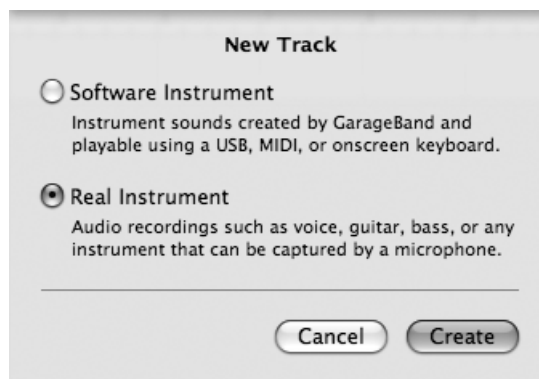 New Track
Software Instrument
Instrument sounds created by GarageBand and
playable using a USB, MIDI, or onscreen keyboard.
Real Instrument
Audio recordings such as voice, guitar, bass, or any
instrument that can be captured by a microphone.
Cancel Create